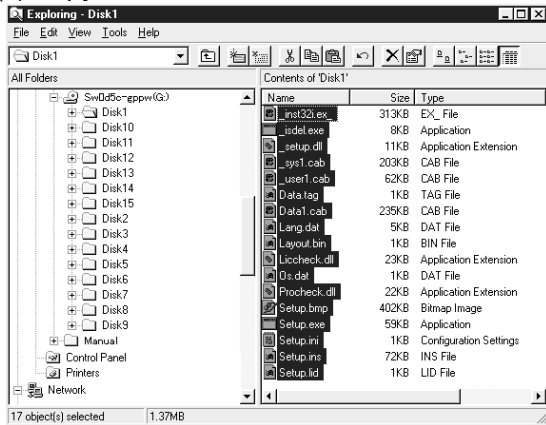 Exploring - Disk1
File Edit View Tools Help
Disk1
All Folders
Contents of 'Disk1'
Sw0d5c-gppw(G:)
Disk1
Disk10
Disk11
Disk12
Disk13
Disk14
Disk15
Disk2
Disk3
Disk4
Disk5
Disk6
Disk7
Disk8
Disk9
Manual
Control Panel
Printers
Network
Name Size Type
_inst32i.ex_ 313KB EX_ File
_isdel.exe 8KB Application
_setup.dll 11KB Application Extension
_sys1.cab 203KB CAB File
_user1.cab 62KB CAB File
Data.tag 1KB TAG File
Data1.cab 235KB CAB File
Lang.dat 5KB DAT File
Layout.bin 1KB BIN File
Liccheck.dll 23KB Application Extension
Os.dat 1KB DAT File
Procheck.dll 22KB Application Extension
Setup.bmp 402KB Bitmap Image
Setup.exe 59KB Application
Setup.ini 1KB Configuration Settings
Setup.ins 72KB INS File
Setup.lid 1KB LID File
17 object(s) selected 1.37MB